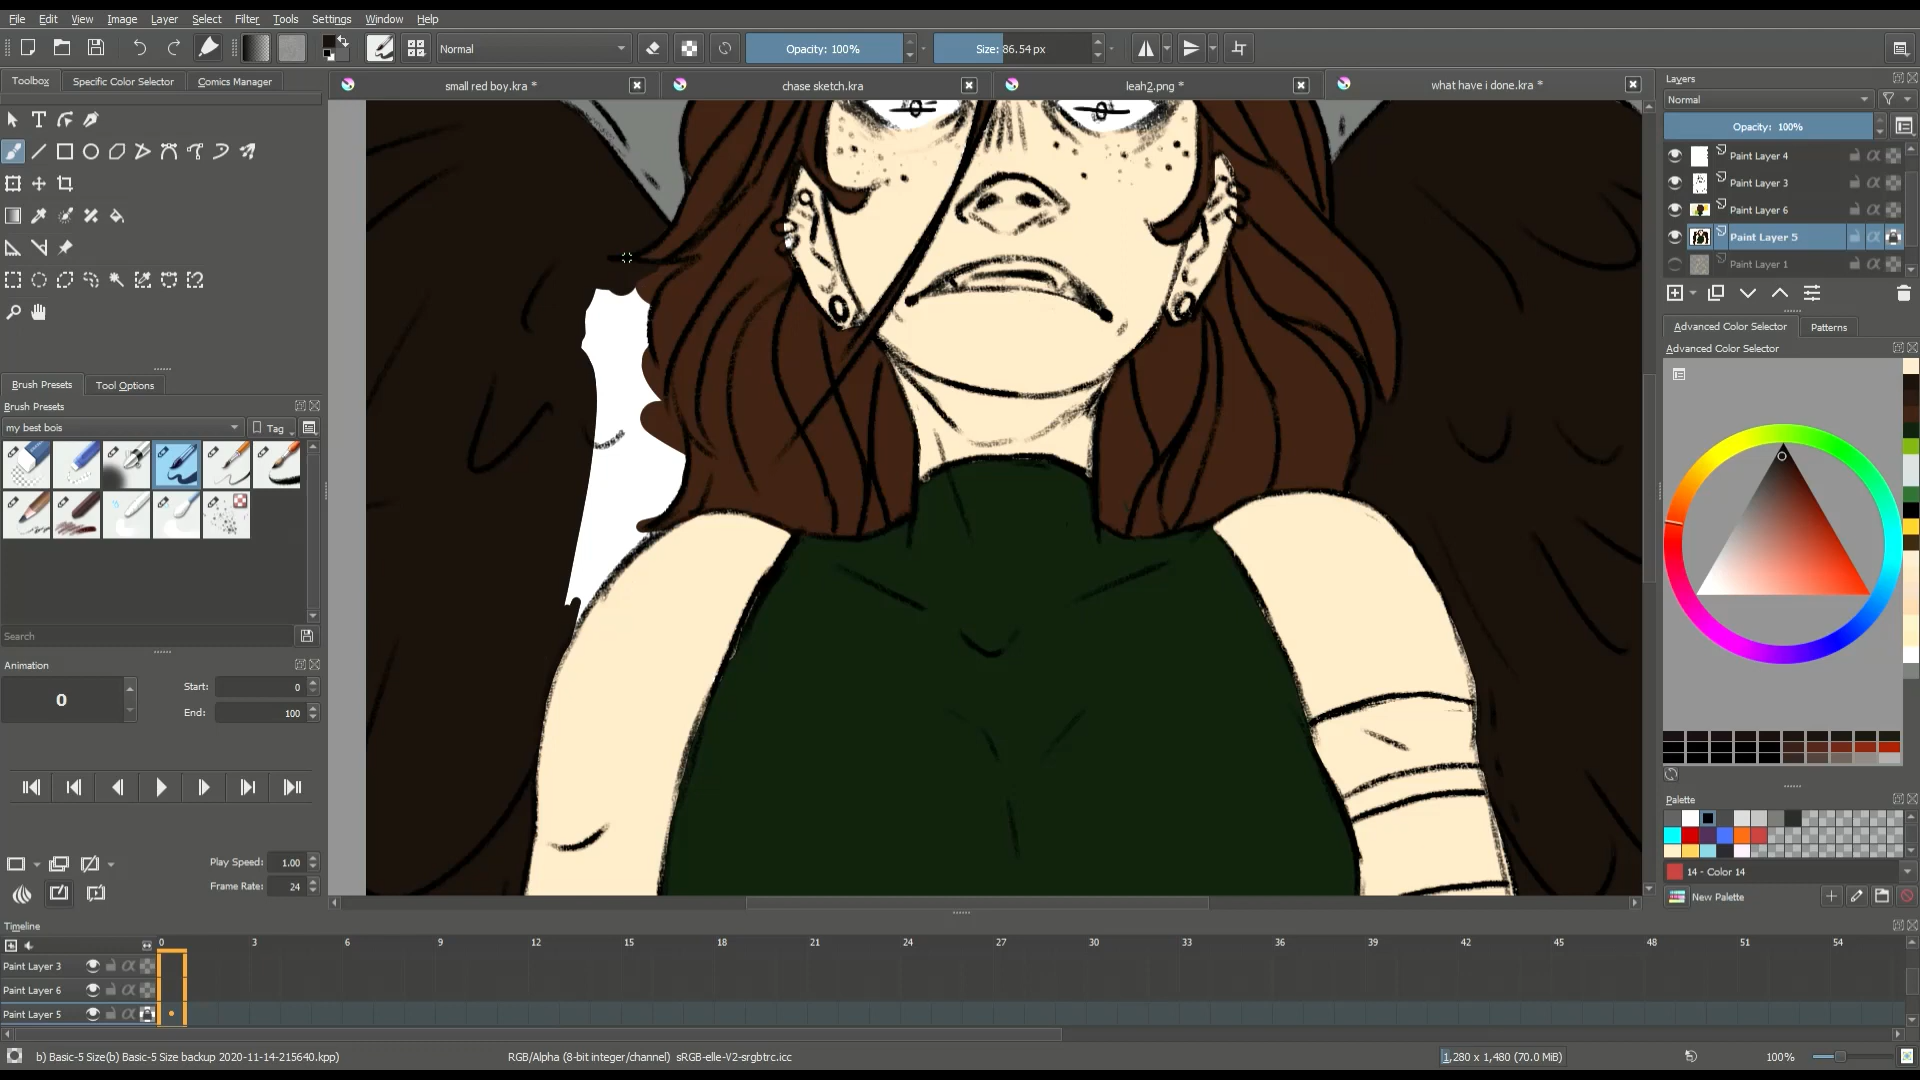 File Edit View Image Layer Select Filter Tools Settings Window Help
Normal Opacity: 100% Size: 86.54 px
Toolbox Specific Color Selector Comics Manager
small red boy.kra * chase sketch.kra leah2.png * what have i done.kra *
Layers
Normal
Opacity: 100%
Paint Layer 4
Paint Layer 3
Paint Layer 6
Paint Layer 5
Paint Layer 1
Advanced Color Selector Patterns
Advanced Color Selector
Brush Presets Tool Options
Brush Presets
my best bois Tag
Search
Animation
0 Start: 0
End: 100
Play Speed: 1.00
Frame Rate: 24
Palette
14 - Color 14
New Palette
Timeline
0 3 6 9 12 15 18 21 24 27 30 33 36 39 42 45 48 51 54
Paint Layer 3
Paint Layer 6
Paint Layer 5
b) Basic-5 Size(b) Basic-5 Size backup 2020-11-14-215640.kpp) RGB/Alpha (8-bit integer/channel) sRGB-elle-V2-srgbtrc.icc 1,280 x 1,480 (70.0 MiB) 100%